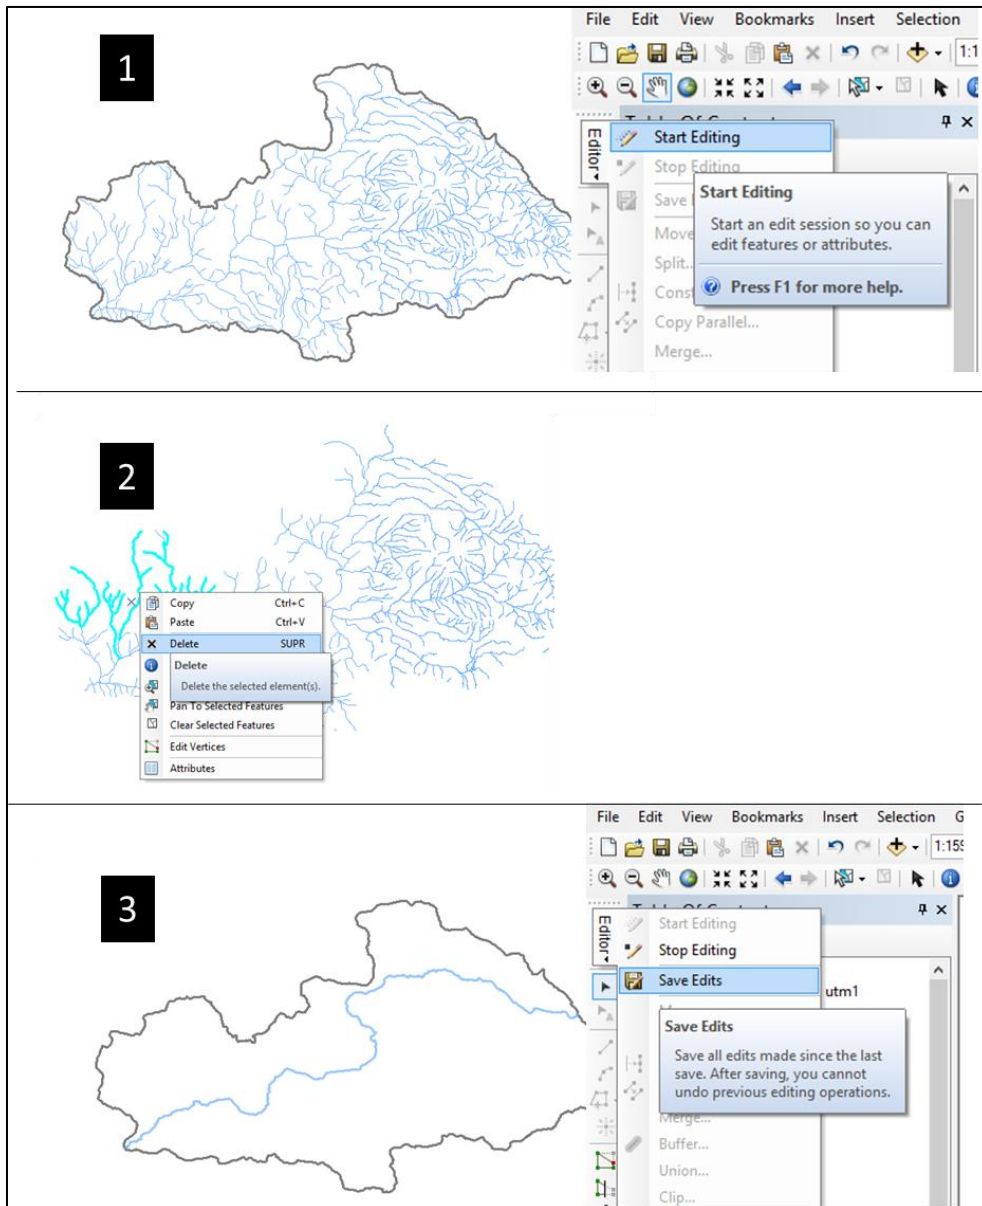 1
File Edit View Bookmarks Insert Selection
1:1
Editor
Start Editing
Stop Editing
Start Editing
Start an edit session so you can
edit features or attributes.
Press F1 for more help.
Save
Move
Split...
Const
Copy Parallel...
Merge...
2
Copy Ctrl+C
Paste Ctrl+V
Delete SUPR
Delete
Delete the selected element(s).
Pan To Selected Features
Clear Selected Features
Edit Vertices
Attributes
3
File Edit View Bookmarks Insert Selection G
1:159
Editor
Start Editing
Stop Editing
Save Edits
utm1
Save Edits
Save all edits made since the last
save. After saving, you cannot
undo previous editing operations.
Merge...
Buffer...
Union...
Clip...